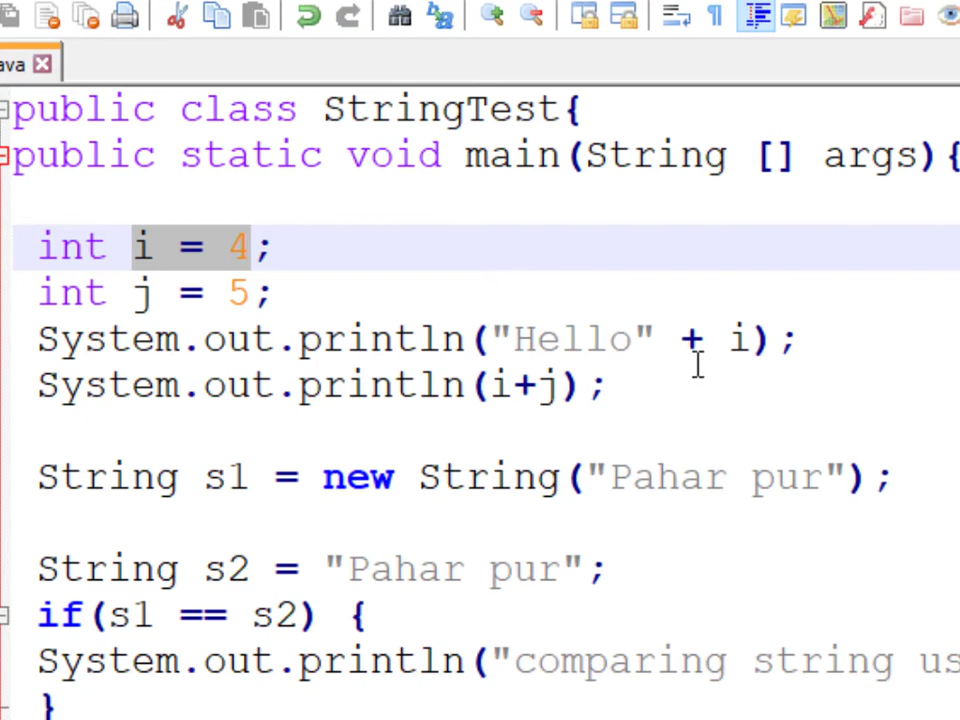 ava
public class StringTest{
public static void main(String [] args){
int i = 4;
int j = 5;
System.out.println("Hello" + i);
System.out.println(i+j);
String s1 = new String("Pahar pur");
String s2 = "Pahar pur";
if(s1 == s2) {
System.out.println("comparing string us
}